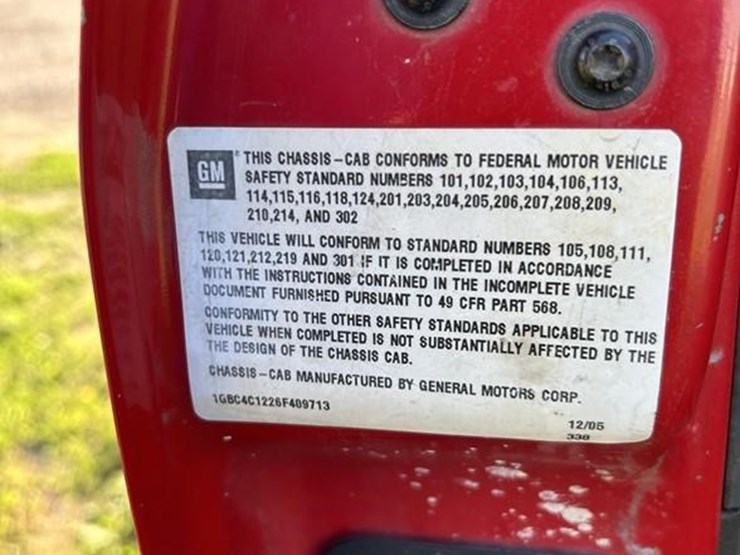 GM
THIS CHASSIS-CAB CONFORMS TO FEDERAL MOTOR VEHICLE
SAFETY STANDARD NUMBERS 101,102,103,104,106,113,
114,115,116,118,124,201,203,204,205,206,207,208,209,
210,214, AND 302
THIS VEHICLE WILL CONFORM TO STANDARD NUMBERS 105,108,111,
120,121,212,219 AND 301 IF IT IS COMPLETED IN ACCORDANCE
WITH THE INSTRUCTIONS CONTAINED IN THE INCOMPLETE VEHICLE
DOCUMENT FURNISHED PURSUANT TO 49 CFR PART 568.
CONFORMITY TO THE OTHER SAFETY STANDARDS APPLICABLE TO THIS
VEHICLE WHEN COMPLETED IS NOT SUBSTANTIALLY AFFECTED BY THE
THE DESIGN OF THE CHASSIS CAB.
CHASSIS-CAB MANUFACTURED BY GENERAL MOTORS CORP.
1GBC4C1226F409713
12/05